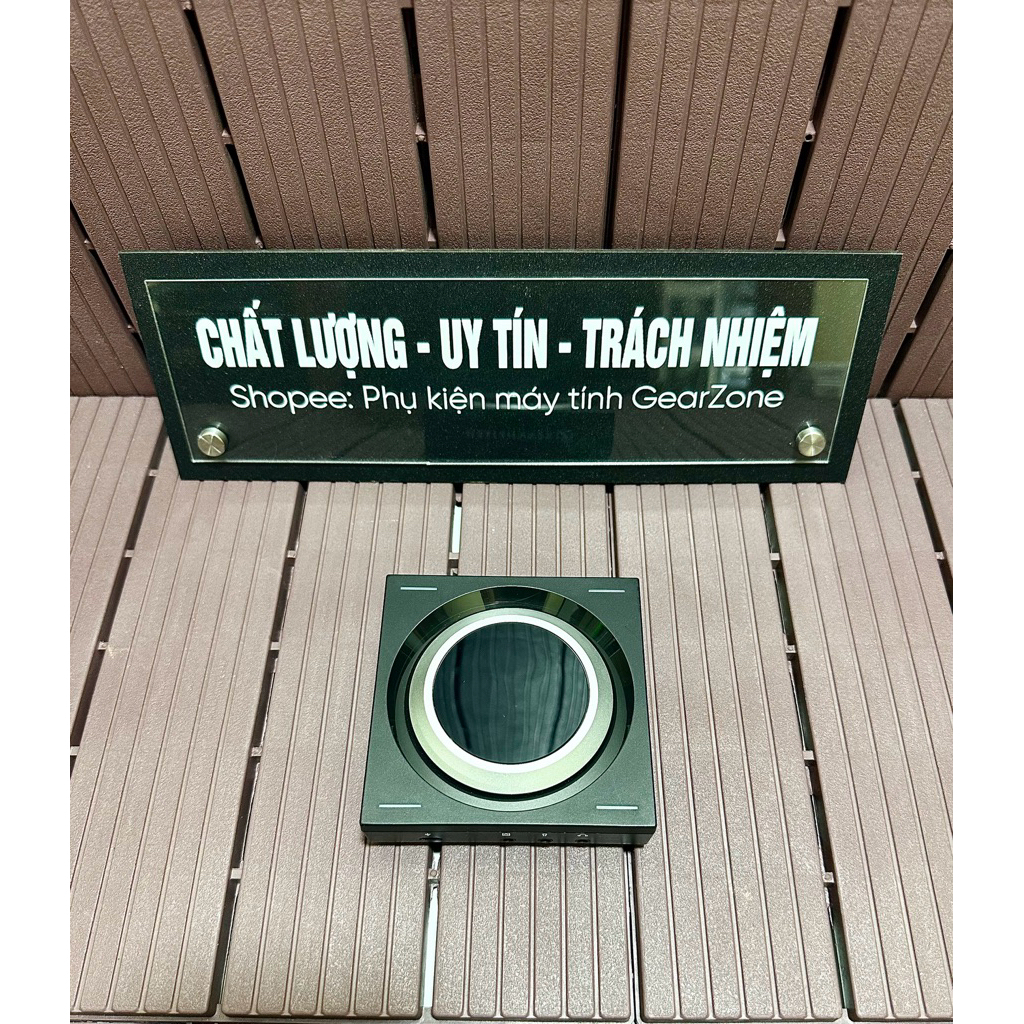 CHẤT LƯỢNG - UY TÍN - TRÁCH NHIỆM
Shopee: Phụ kiện máy tính GearZone